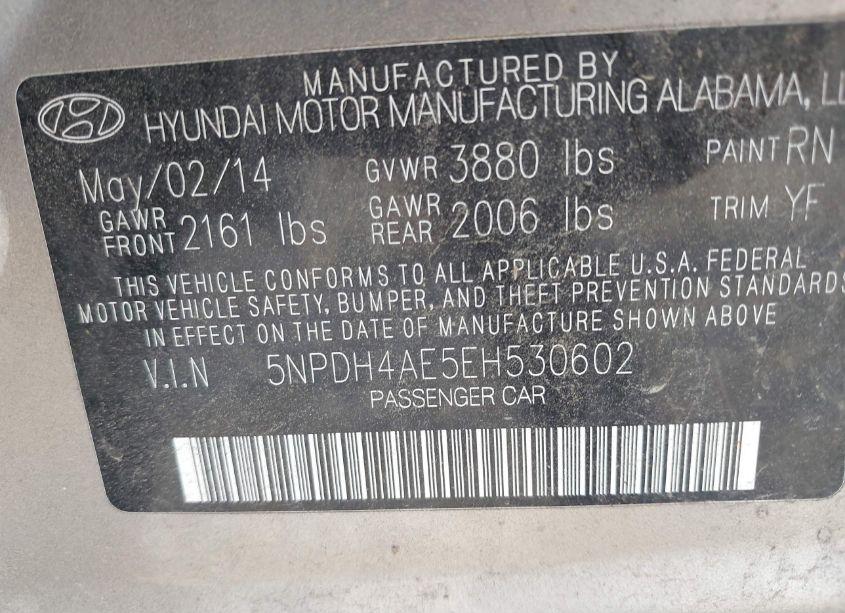 MANUFACTURED BY
HYUNDAI MOTOR MANUFACTURING ALABAMA, LL
May/02/14 GVWR 3880 lbs PAINT RN
GAWR FRONT 2161 lbs GAWR REAR 2006 lbs TRIM YF
THIS VEHICLE CONFORMS TO ALL APPLICABLE U.S.A. FEDERAL
MOTOR VEHICLE SAFETY, BUMPER, AND THEFT PREVENTION STANDARDS
IN EFFECT ON THE DATE OF MANUFACTURE SHOWN ABOVE
V.I.N 5NPDH4AE5EH530602
PASSENGER CAR